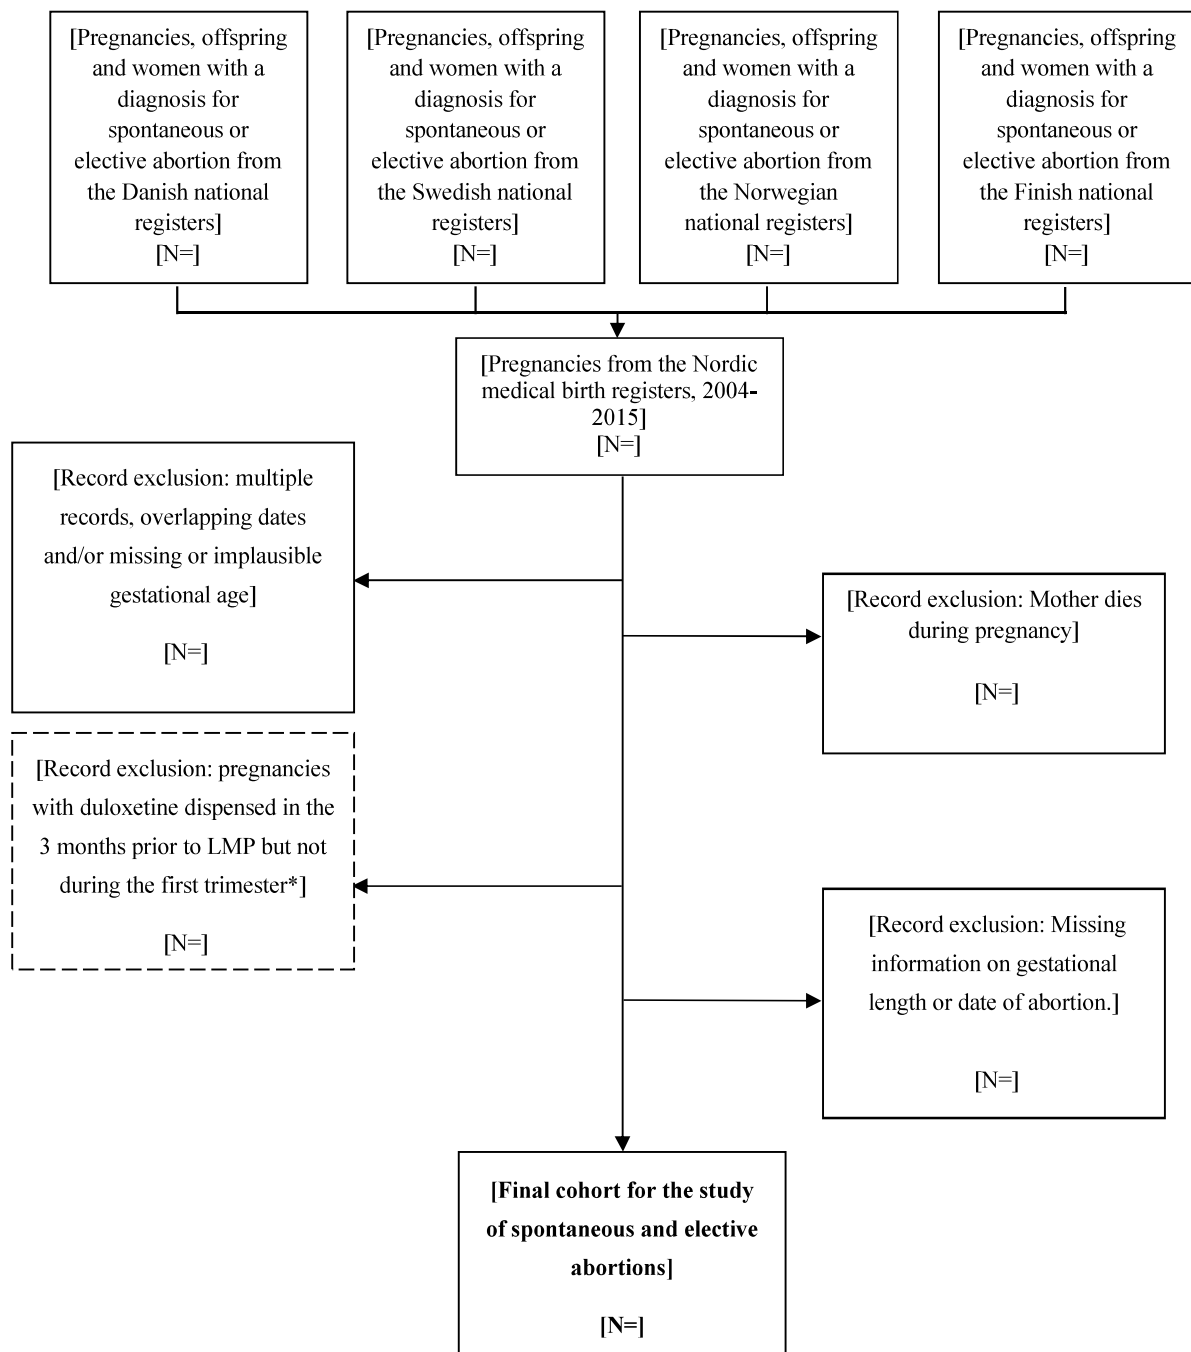 [Pregnancies, offspring
and women with a
diagnosis for
spontaneous or
elective abortion from
the Danish national
registers]
[N=]
[Pregnancies, offspring
and women with a
diagnosis for
spontaneous or
elective abortion from
the Swedish national
registers]
[N=]
[Pregnancies, offspring
and women with a
diagnosis for
spontaneous or
elective abortion from
the Norwegian
national registers]
[N=]
[Pregnancies, offspring
and women with a
diagnosis for
spontaneous or
elective abortion from
the Finish national
registers]
[N=]
[Pregnancies from the Nordic
medical birth registers, 2004-
2015]
[N=]
[Record exclusion: multiple
records, overlapping dates
and/or missing or implausible
gestational age]
[N=]
[Record exclusion: Mother dies
during pregnancy]
[N=]
[Record exclusion: pregnancies
with duloxetine dispensed in the
3 months prior to LMP but not
during the first trimester*]
[N=]
[Record exclusion: Missing
information on gestational
length or date of abortion.]
[N=]
[Final cohort for the study
of spontaneous and elective
abortions]
[N=]